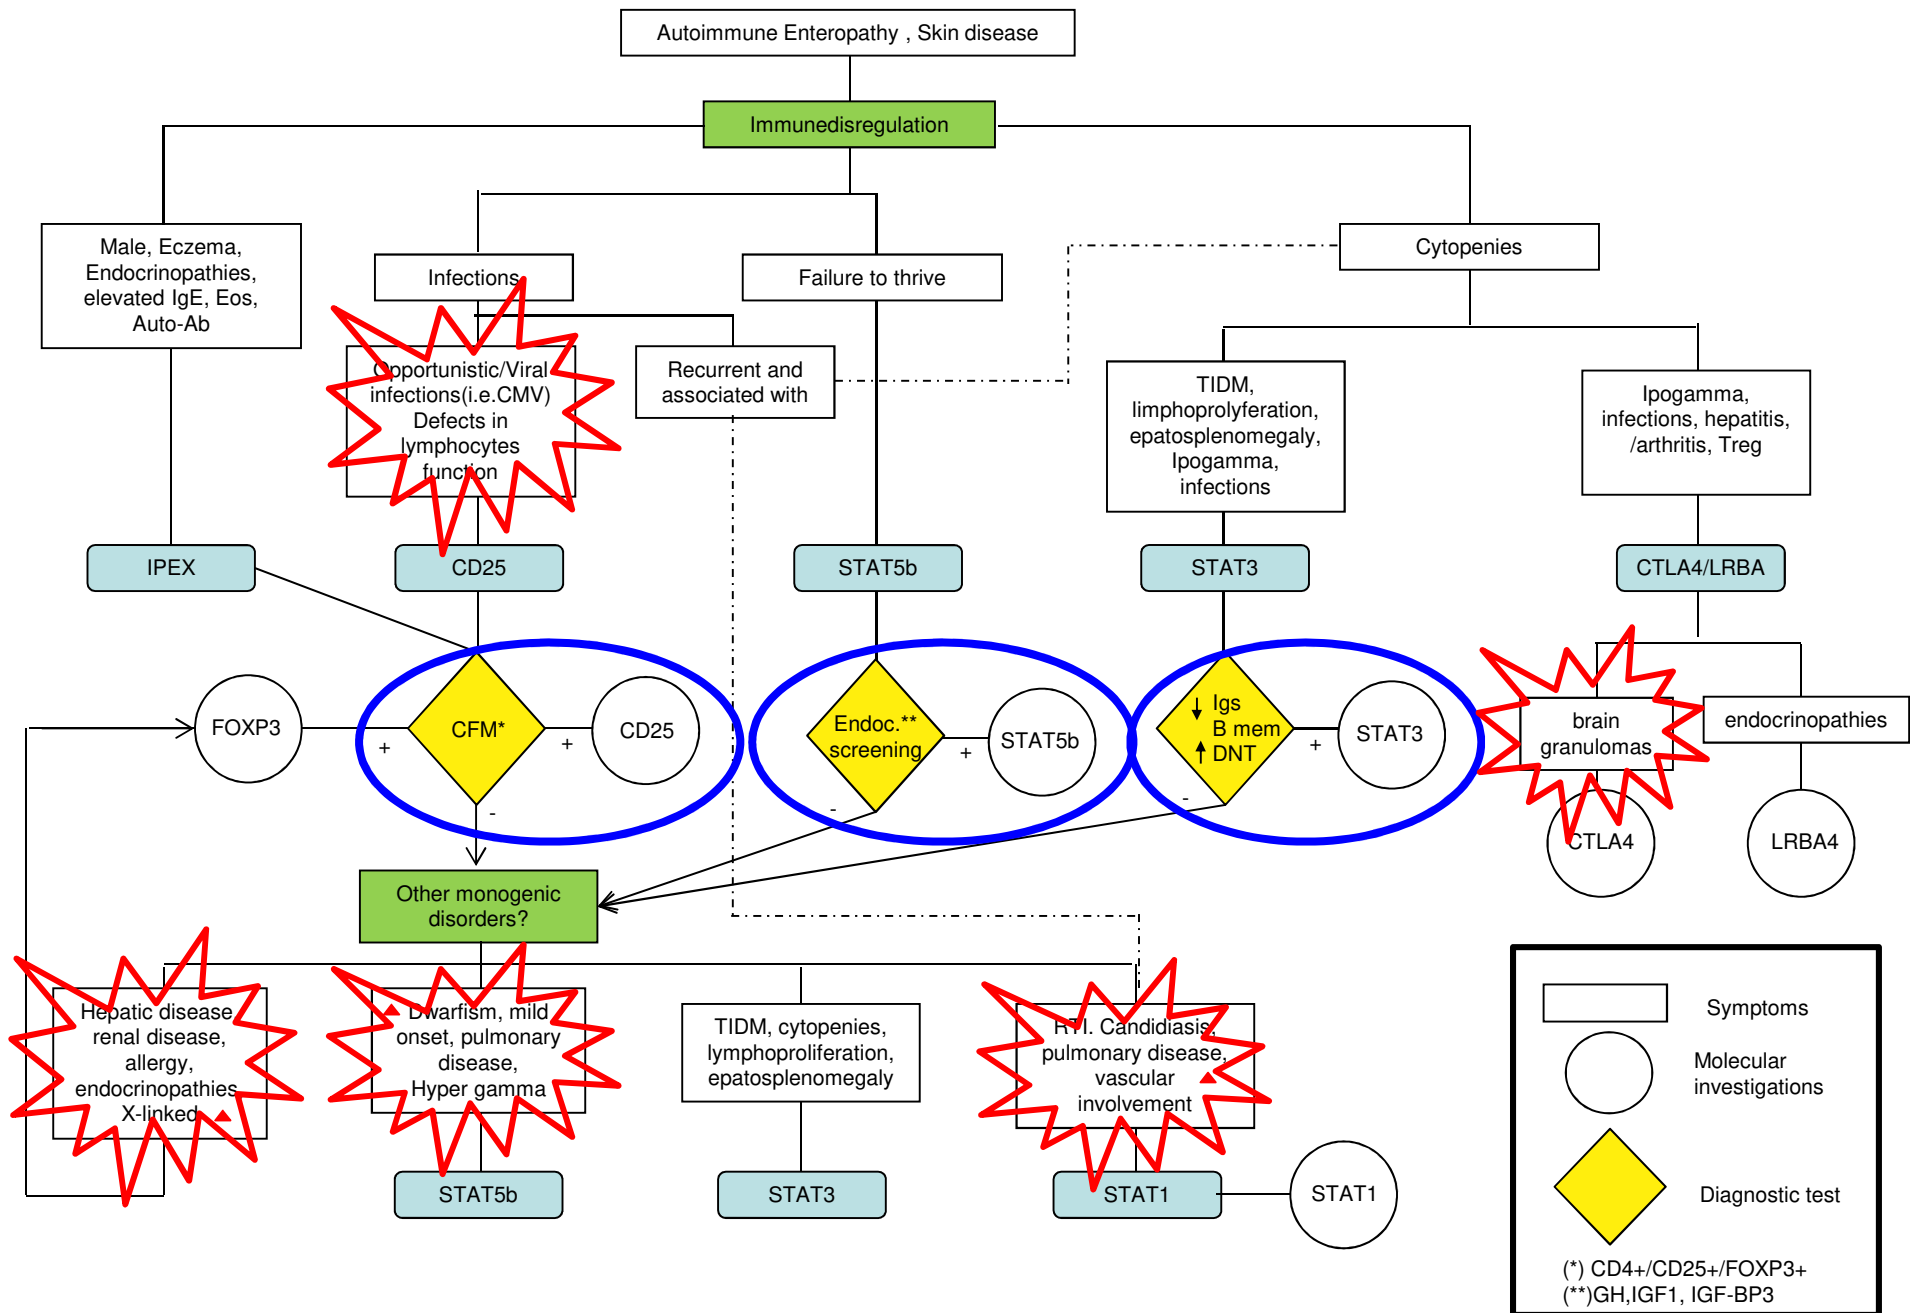 Autoimmune Enteropathy , Skin disease
Immunedisregulation
Male, Eczema,
Endocrinopathies,
elevated IgE, Eos,
Auto-Ab
Infections
Failure to thrive
Cytopenies
Opportunistic/Viral
infections(i.e.CMV)
Defects in
lymphocytes
function
Recurrent and
associated with
TIDM,
limphoprolyferation,
epatosplenomegaly,
Ipogamma,
infections
Ipogamma,
infections, hepatitis,
/arthritis, Treg
IPEX
CD25
STAT5b
STAT3
CTLA4/LRBA
FOXP3
+
CFM*
+
-
CD25
Endoc. **
screening
+
-
STAT5b
↓ Igs
B mem
↑ DNT
+
-
STAT3
brain
granulomas
endocrinopathies
CTLA4
LRBA4
Other monogenic
disorders?
Hepatic disease
renal disease,
allergy,
endocrinopathies
X-linked
Dwarfism, mild
onset, pulmonary
disease,
Hyper gamma
TIDM, cytopenies,
lymphoproliferation,
epatosplenomegaly
RTI. Candidiasis,
pulmonary disease,
vascular
involvement
STAT5b
STAT3
STAT1
STAT1
Symptoms
Molecular
investigations
Diagnostic test
(*) CD4+/CD25+/FOXP3+
(**)GH,IGF1, IGF-BP3